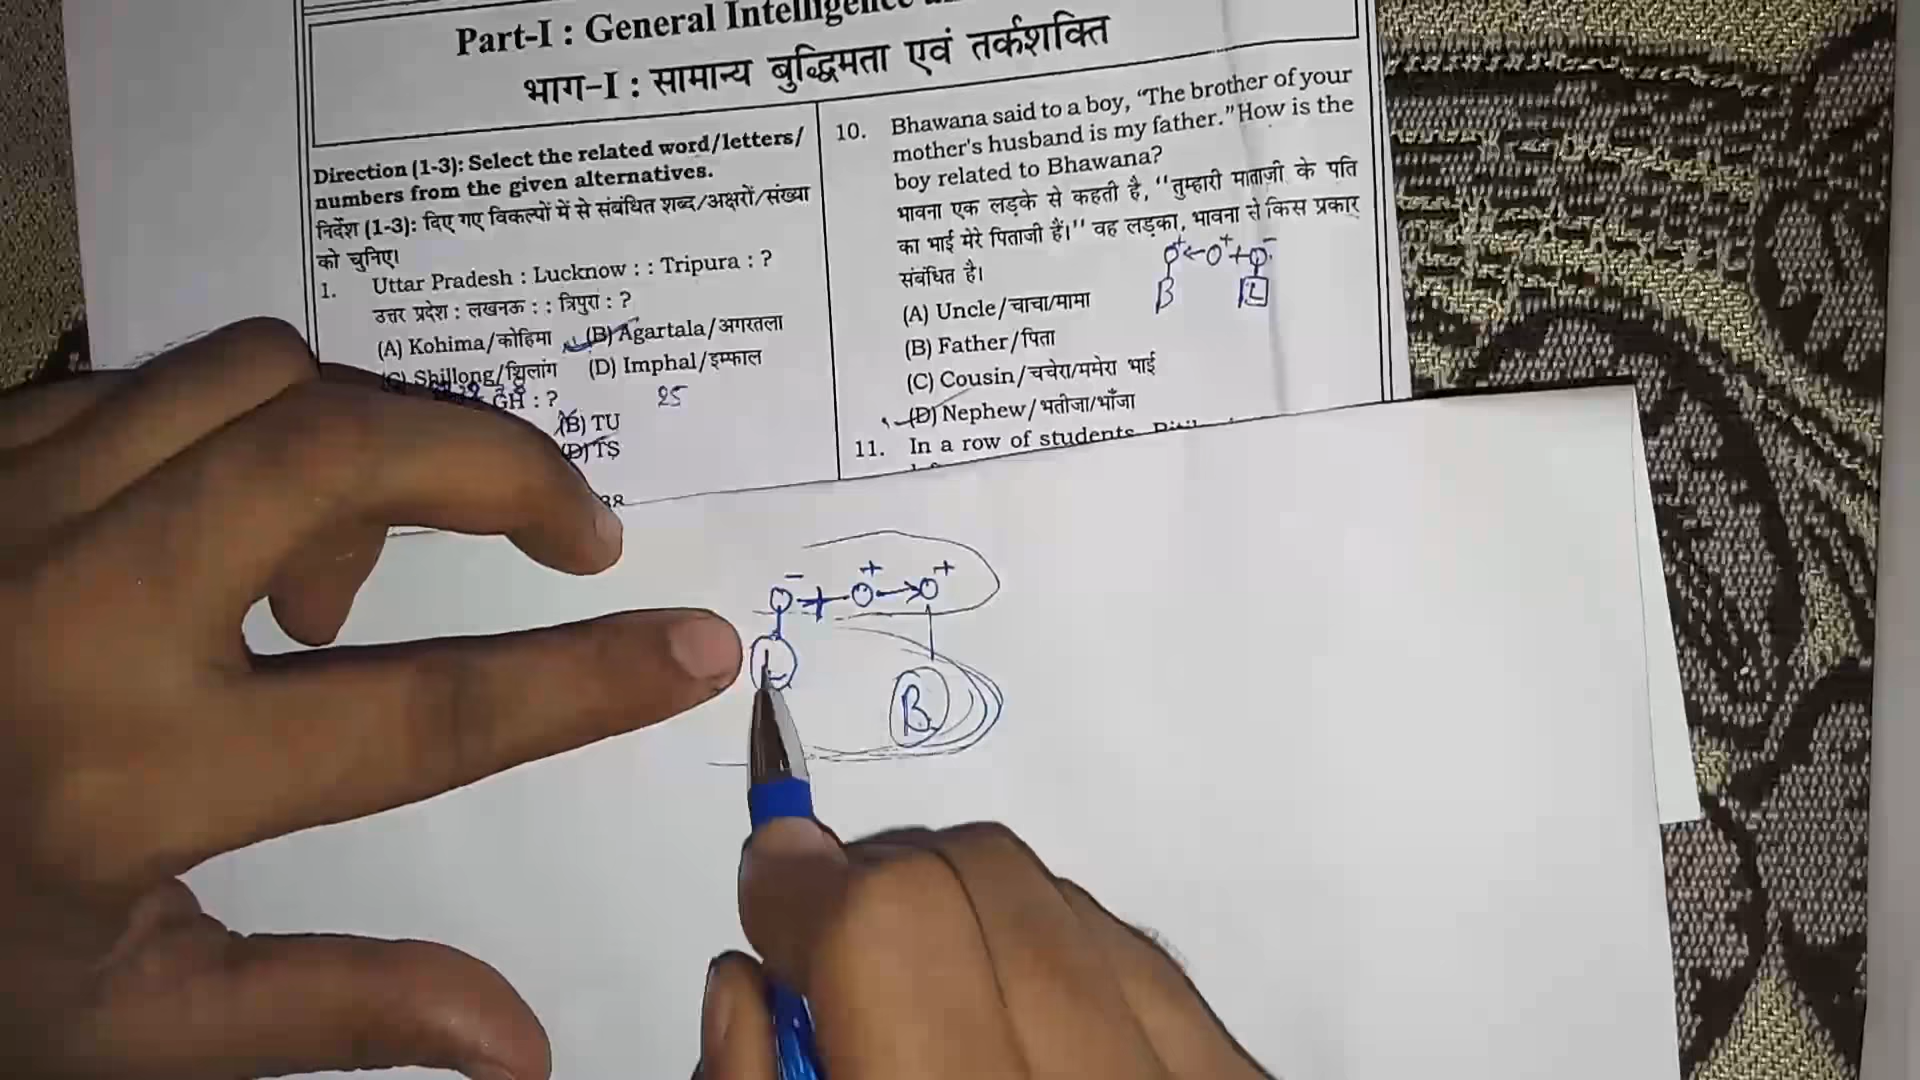 Part-I : General Intelligence
भाग-I : सामान्य बुद्धिमता एवं तर्कशक्ति
Direction (1-3): Select the related word/letters/
numbers from the given alternatives.
निर्देश (1-3): दिए गए विकल्पों में से संबंधित शब्द/अक्षरों/संख्या
को चुनिए।
1. Uttar Pradesh : Lucknow : : Tripura : ?
उत्तर प्रदेश : लखनऊ : : त्रिपुरा : ?
(A) Kohima/कोहिमा (B) Agartala/अगरतला
(C) Shillong/शिलांग (D) Imphal/इम्फाल
GH : ? 25
(B) TU
(D) TS
38
10. Bhawana said to a boy, “The brother of your
mother's husband is my father.” How is the
boy related to Bhawana?
भावना एक लड़के से कहती है, ''तुम्हारी माताजी के पति
का भाई मेरे पिताजी हैं।'' वह लड़का, भावना से किस प्रकार
संबंधित है।
B L
(A) Uncle/चाचा/मामा
(B) Father/पिता
(C) Cousin/चचेरा/ममेरा भाई
(D) Nephew/भतीजा/भाँजा
11. In a row of students
L B